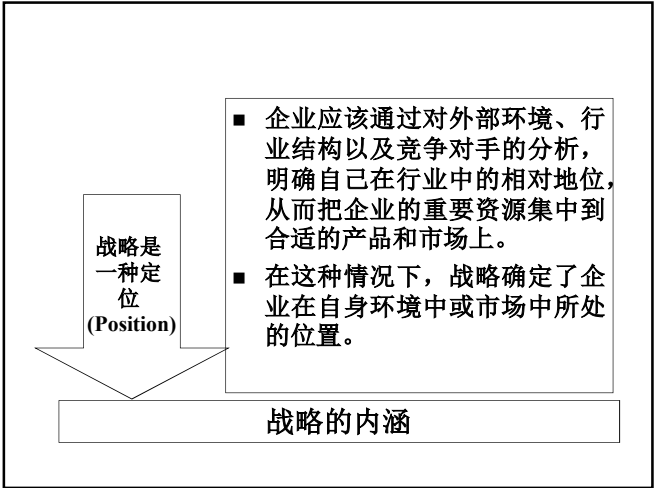 ■ 企业应该通过对外部环境、行
业结构以及竞争对手的分析，
明确自己在行业中的相对地位，
从而把企业的重要资源集中到
合适的产品和市场上。
■ 在这种情况下，战略确定了企
业在自身环境中或市场中所处
的位置。
战略是
一种定
位
(Position)
战略的内涵